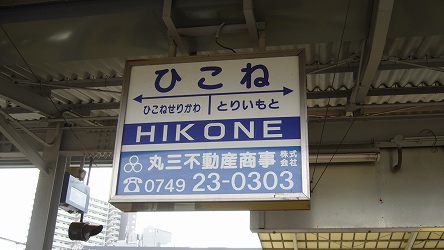 ひこね
ひこねせりかわ とりいもと
HIKONE
丸三不動産商事 株式会社
☎0749 23-0303